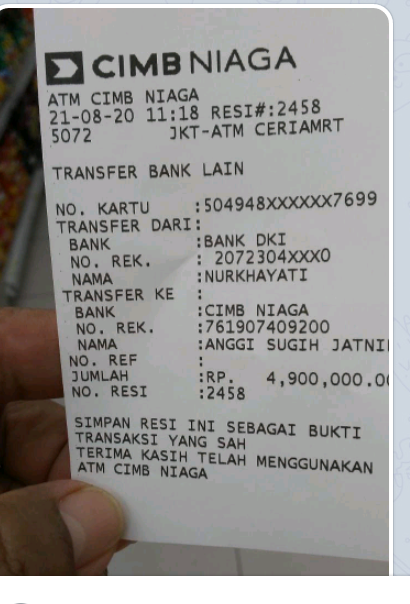 CIMB NIAGA
ATM CIMB NIAGA
21-08-20 11:18 RESI#:2458
5072 JKT-ATM CERIAMRT
TRANSFER BANK LAIN
NO. KARTU :504948XXXXXX7699
TRANSFER DARI:
BANK :BANK DKI
NO. REK. : 2072304XXX0
NAMA :NURKHAYATI
TRANSFER KE :
BANK :CIMB NIAGA
NO. REK. :761907409200
NAMA :ANGGI SUGIH JATNI
NO. REF :
JUMLAH :RP. 4,900,000.0
NO. RESI :2458
SIMPAN RESI INI SEBAGAI BUKTI
TRANSAKSI YANG SAH
TERIMA KASIH TELAH MENGGUNAKAN
ATM CIMB NIAGA